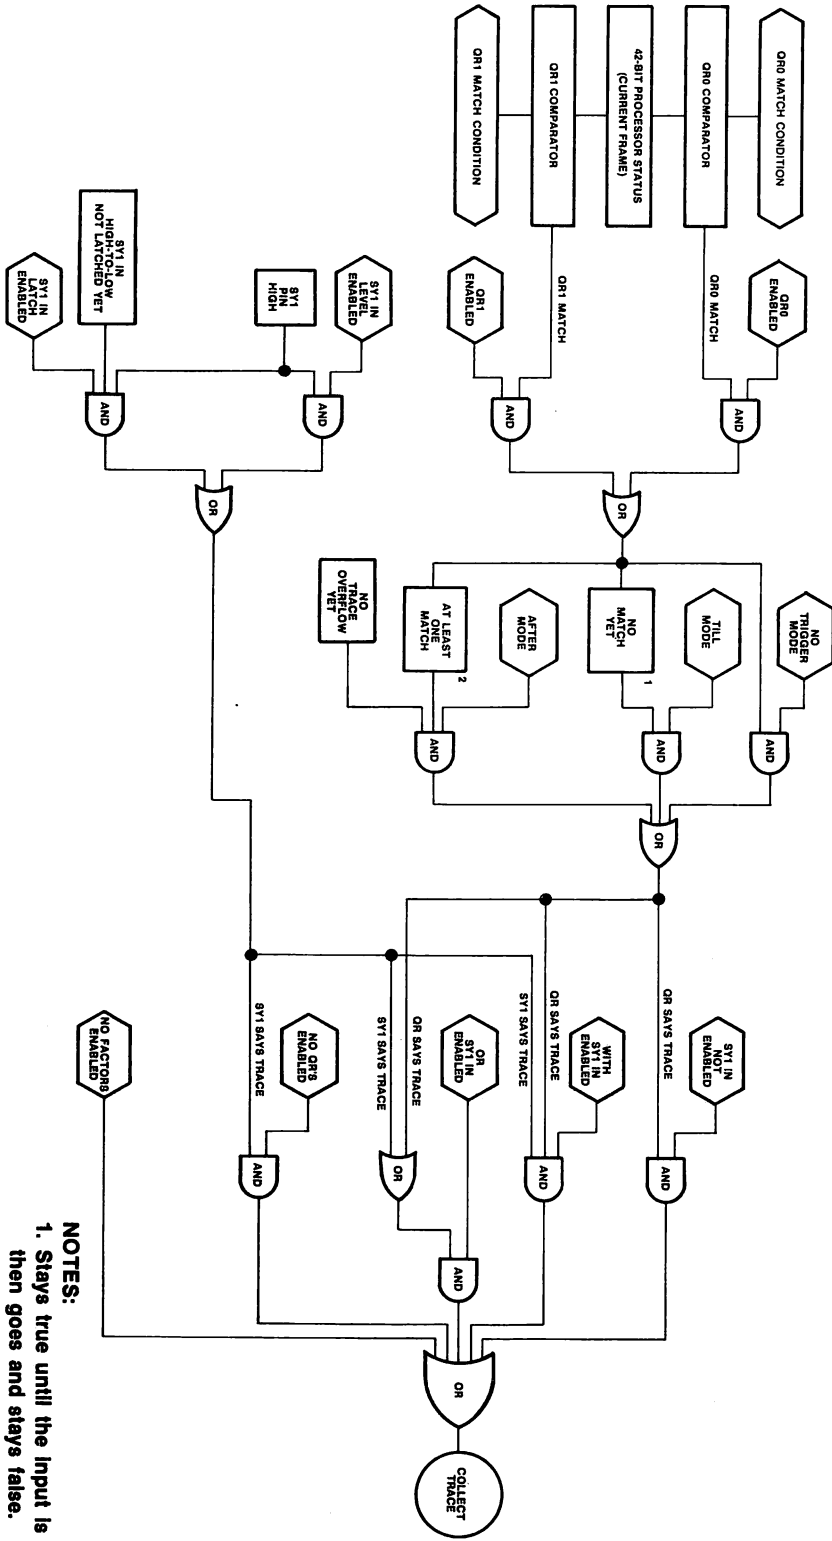 QR0 MATCH CONDITION
QR0 COMPARATOR
42-BIT PROCESSOR STATUS
(CURRENT FRAME)
QR1 COMPARATOR
QR1 MATCH CONDITION
QR0
ENABLED
QR0 MATCH
QR1 MATCH
QR1
ENABLED
AND
AND
OR
SY1 IN
LEVEL
ENABLED
SY1
PIN
HIGH
SY1 IN
HIGH-TO-LOW
NOT LATCHED YET
SY1 IN
LATCH
ENABLED
AND
AND
OR
NO
TRIGGER
MODE
TILL
MODE
NO
MATCH
YET
1
AFTER
MODE
AT LEAST
ONE
MATCH
2
NO
TRACE
OVERFLOW
YET
AND
AND
AND
OR
SY1 IN
NOT
ENABLED
QR SAYS TRACE
WITH
SY1 IN
ENABLED
QR SAYS TRACE
SY1 SAYS TRACE
OR
SY1 IN
ENABLED
QR SAYS TRACE
SY1 SAYS TRACE
NO QR'S
ENABLED
SY1 SAYS TRACE
NO FACTORS
ENABLED
AND
AND
OR
AND
AND
OR
COLLECT
TRACE
NOTES:
1. Stays true until the input is
then goes and stays false.